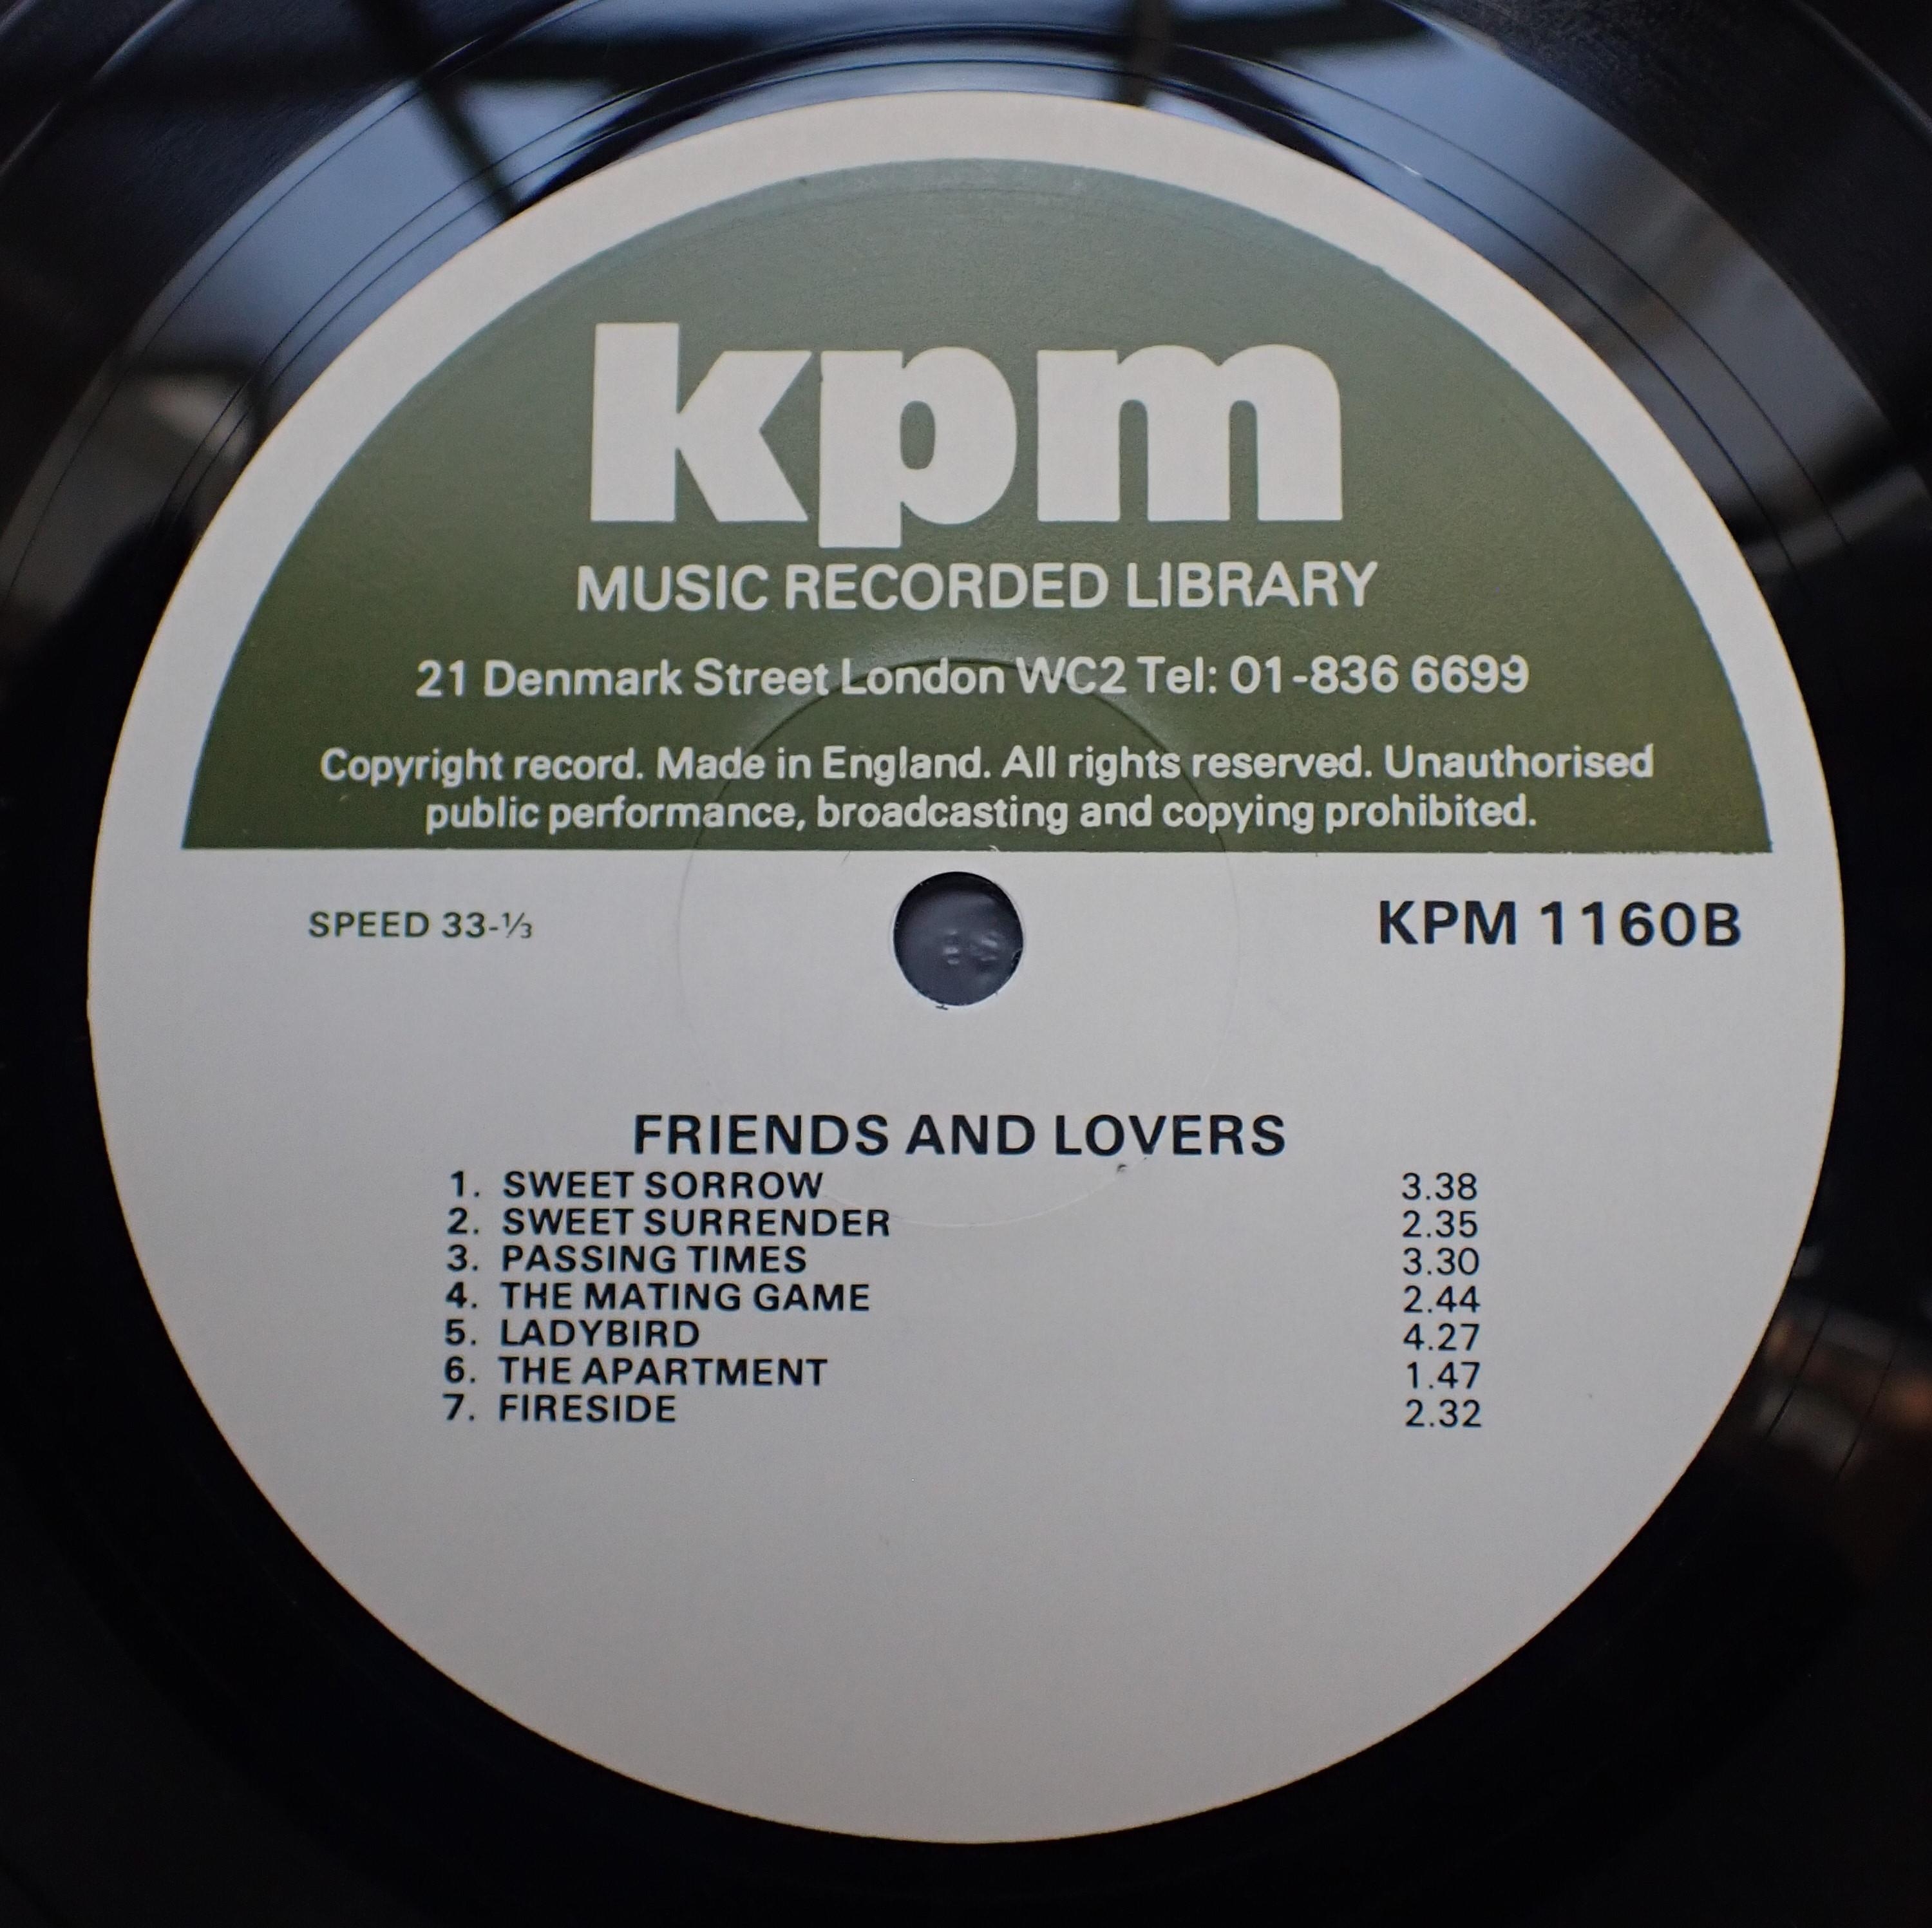 kpm
MUSIC RECORDED LIBRARY
21 Denmark Street London WC2 Tel: 01-836 6699
Copyright record. Made in England. All rights reserved. Unauthorised
public performance, broadcasting and copying prohibited.
SPEED 33-⅓ KPM 1160B
FRIENDS AND LOVERS
1. SWEET SORROW 3.38
2. SWEET SURRENDER 2.35
3. PASSING TIMES 3.30
4. THE MATING GAME 2.44
5. LADYBIRD 4.27
6. THE APARTMENT 1.47
7. FIRESIDE 2.32